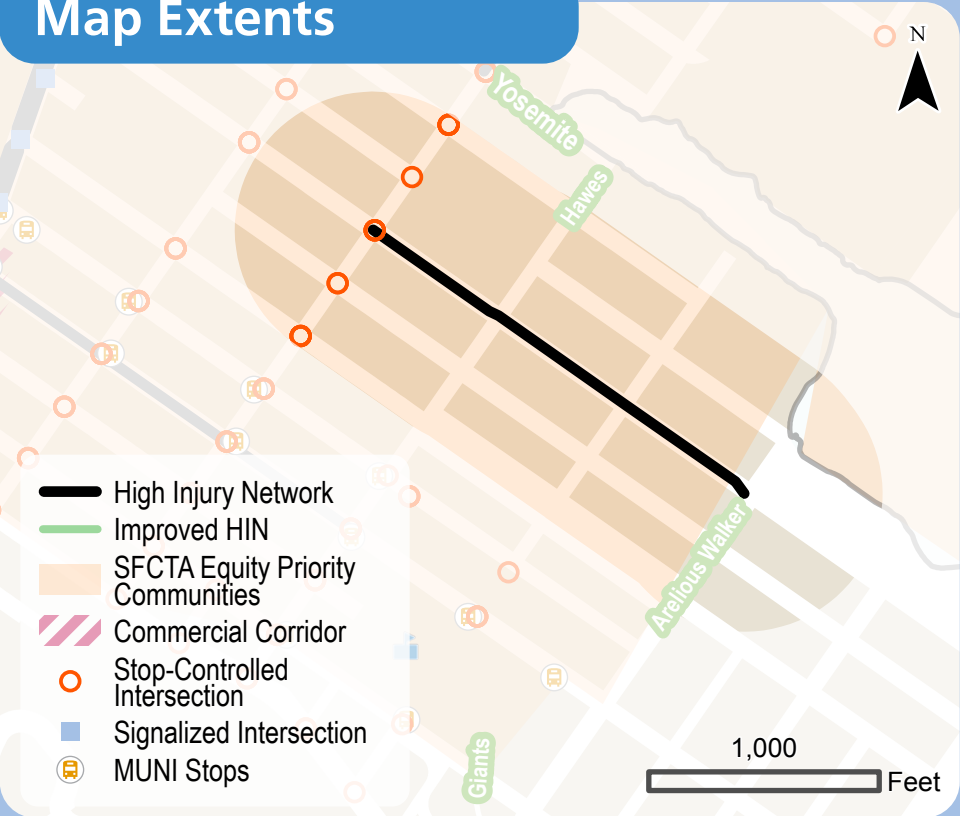 Map Extents
N
Yosemite
Hawes
High Injury Network
Improved HIN
SFCTA Equity Priority
Communities
Commercial Corridor
Stop-Controlled
Intersection
Signalized Intersection
MUNI Stops
Arelious Walker
Giants
1,000
Feet